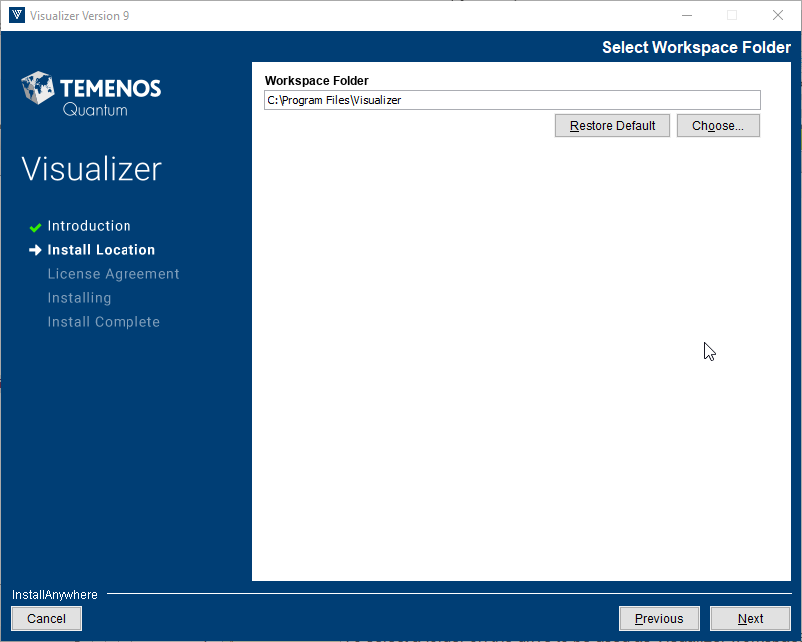 Visualizer Version 9
Select Workspace Folder
TEMENOS
Quantum
Visualizer
Introduction
Install Location
License Agreement
Installing
Install Complete
Workspace Folder
C:\Program Files\Visualizer
Restore Default
Choose...
InstallAnywhere
Cancel
Previous
Next